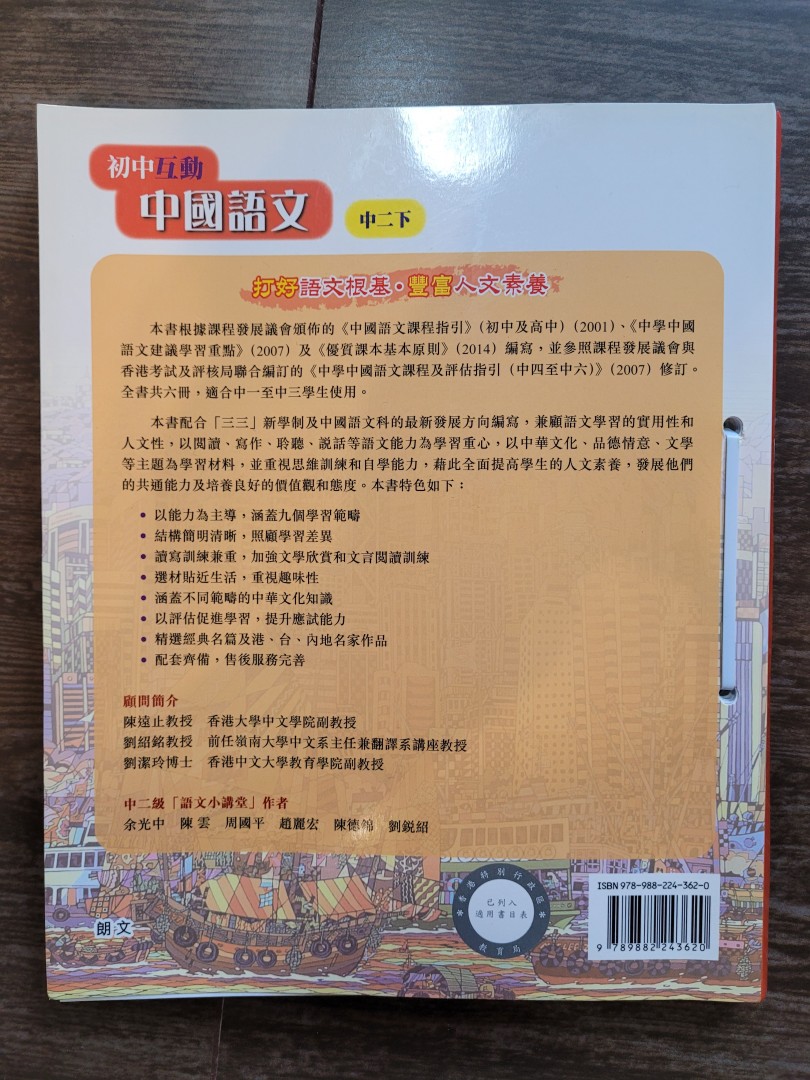 初中互動
中國語文
中二下
打好語文根基·豐富人文素養
本書根據課程發展議會頒佈的《中國語文課程指引》(初中及高中)(2001)、《中學中國
語文建議學習重點》(2007) 及《優質課本基本原則》(2014) 編寫，並參照課程發展議會與
香港考試及評核局聯合編訂的《中學中國語文課程及評估指引 (中四至中六)》(2007) 修訂。
全書共六冊，適合中一至中三學生使用。
本書配合「三三」新學制及中國語文科的最新發展方向編寫，兼顧語文學習的實用性和
人文性，以閱讀、寫作、聆聽、説話等語文能力為學習重心，以中華文化、品德情意、文學
等主題為學習材料，並重視思維訓練和自學能力，藉此全面提高學生的人文素養，發展他們
的共通能力及培養良好的價值觀和態度。本書特色如下：
• 以能力為主導，涵蓋九個學習範疇
• 結構簡明清晰，照顧學習差異
• 讀寫訓練兼重，加強文學欣賞和文言閱讀訓練
• 選材貼近生活，重視趣味性
• 涵蓋不同範疇的中華文化知識
• 以評估促進學習，提升應試能力
• 精選經典名篇及港、台、內地名家作品
• 配套齊備，售後服務完善
顧問簡介
陳遠止教授 香港大學中文學院副教授
劉紹銘教授 前任嶺南大學中文系主任兼翻譯系講座教授
劉潔玲博士 香港中文大學教育學院副教授
中二級「語文小講堂」作者
余光中 陳雲 周國平 趙麗宏 陳德錦 劉鋭紹
朗文
香港特別行政區
已列入
適用書目表
教育局
ISBN 978-988-224-362-0
9 789882 243620